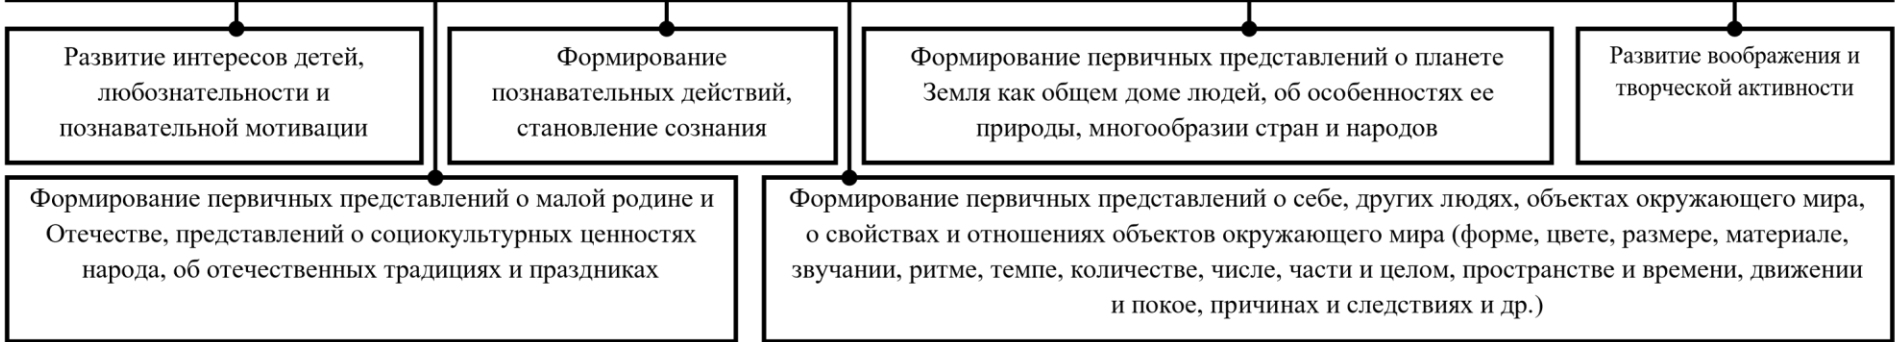 Развитие интересов детей,
любознательности и
познавательной мотивации
Формирование
познавательных действий,
становление сознания
Формирование первичных представлений о планете
Земля как общем доме людей, об особенностях ее
природы, многообразии стран и народов
Развитие воображения и
творческой активности
Формирование первичных представлений о малой родине и
Отечестве, представлений о социокультурных ценностях
народа, об отечественных традициях и праздниках
Формирование первичных представлений о себе, других людях, объектах окружающего мира,
о свойствах и отношениях объектов окружающего мира (форме, цвете, размере, материале,
звучании, ритме, темпе, количестве, числе, части и целом, пространстве и времени, движении
и покое, причинах и следствиях и др.)